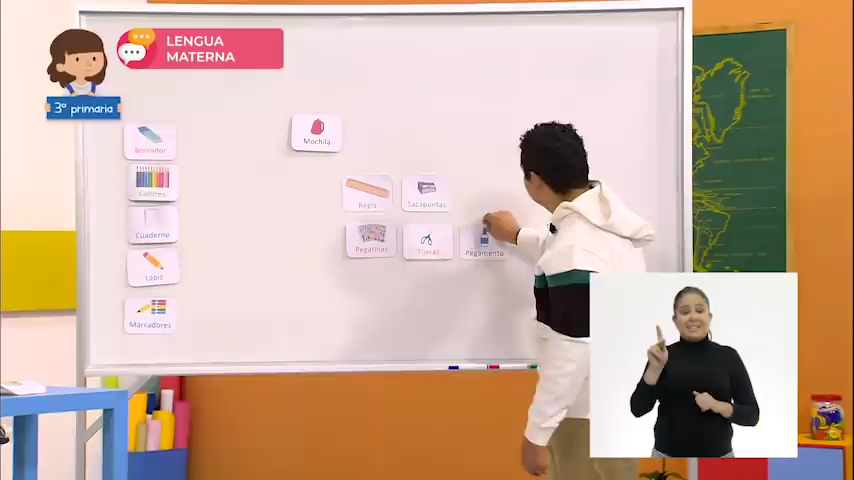 LENGUA
MATERNA
3° primaria
Borrador
Mochila
Colores
Regla
Sacapuntas
Cuaderno
Pegatinas
Tijeras
Pegamento
Lápiz
Marcadores